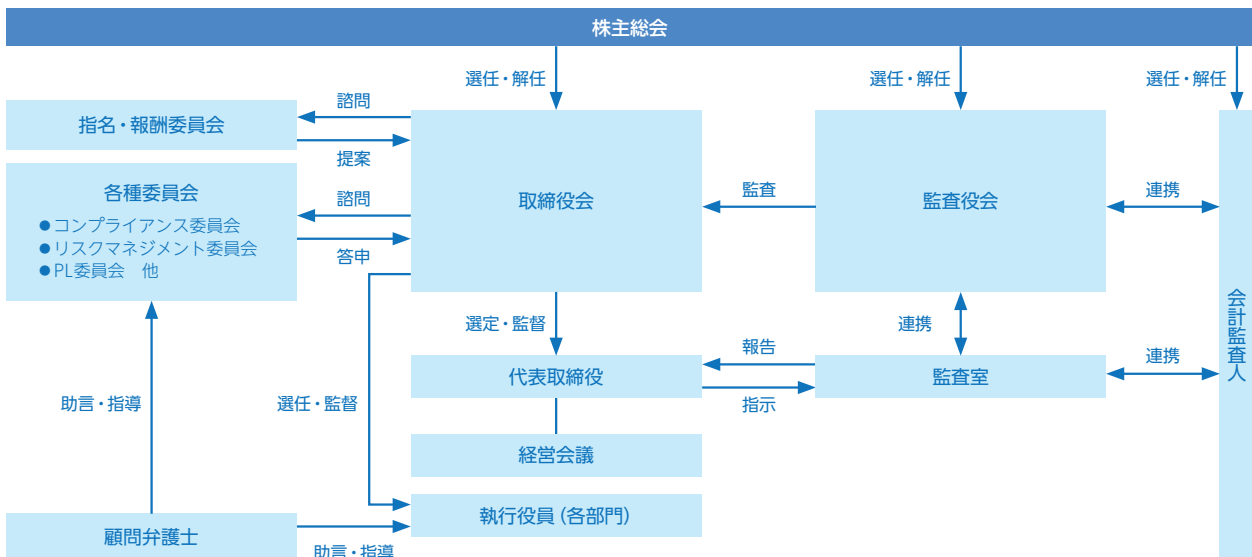 株主総会
選任・解任
選任・解任
選任・解任
諮問
指名・報酬委員会
提案
各種委員会
●コンプライアンス委員会
●リスクマネジメント委員会
●PL委員会　他
諮問
答申
取締役会
監査
監査役会
連携
会計監査人
選定・監督
連携
代表取締役
報告
指示
監査室
連携
助言・指導
選任・監督
経営会議
執行役員（各部門）
顧問弁護士
助言・指導